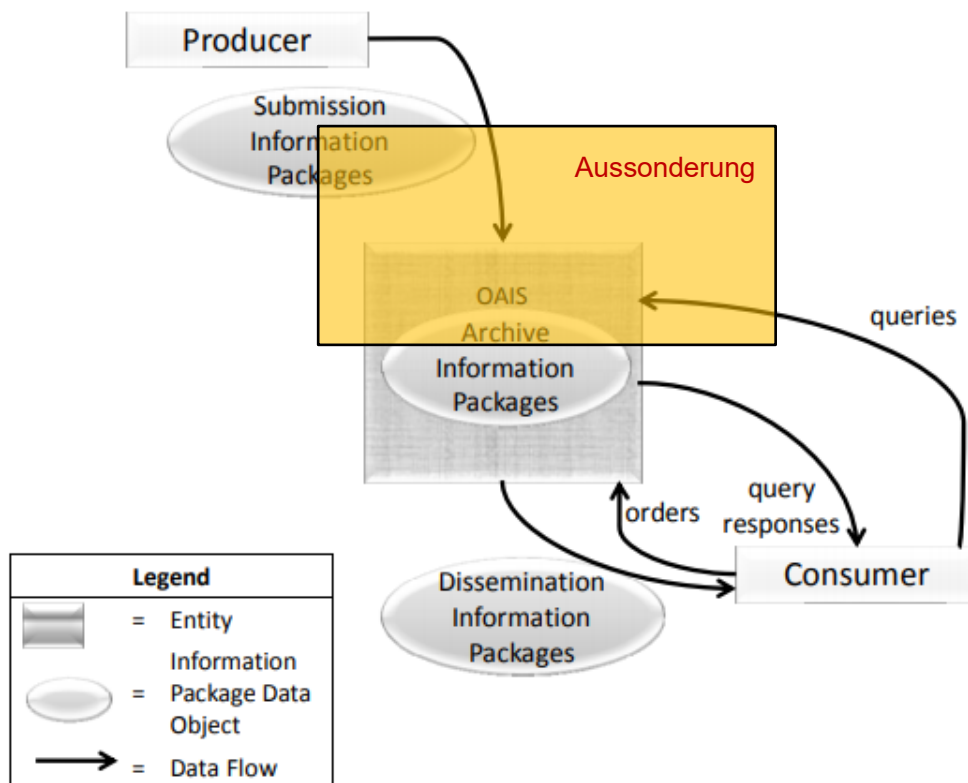 Producer
Submission
Information
Packages
Aussonderung
OAIS
Archive
Information
Packages
queries
orders
query
responses
Consumer
Dissemination
Information
Packages
Legend
= Entity
Information
= Package Data
Object
= Data Flow